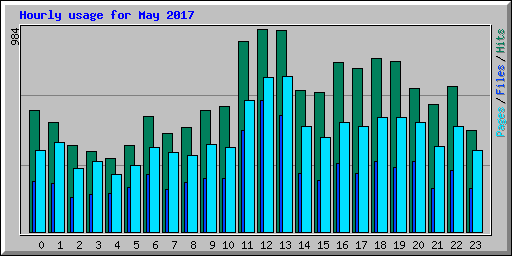 Hourly usage for May 2017
984
Pages/Files/Hits
0 1 2 3 4 5 6 7 8 9 10 11 12 13 14 15 16 17 18 19 20 21 22 23